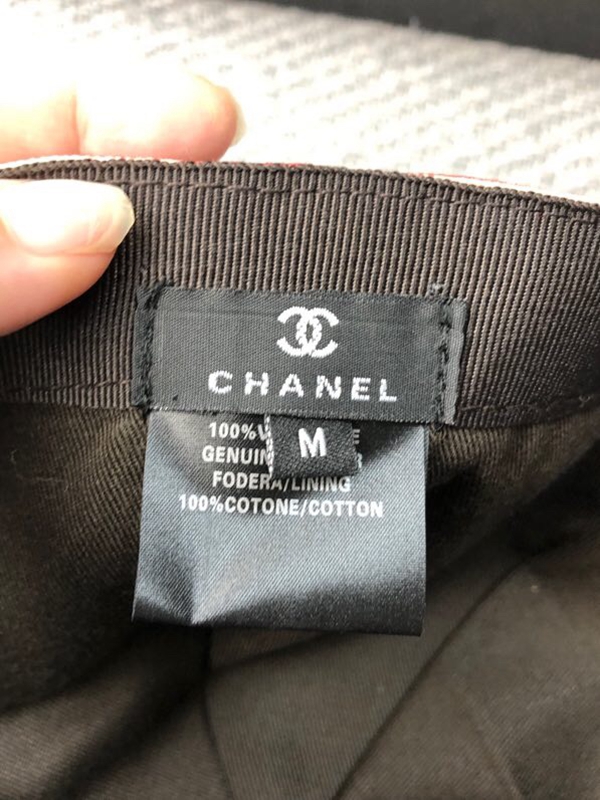 CHANEL
M
100%
FODERA/LINING
100%COTONE/COTTON